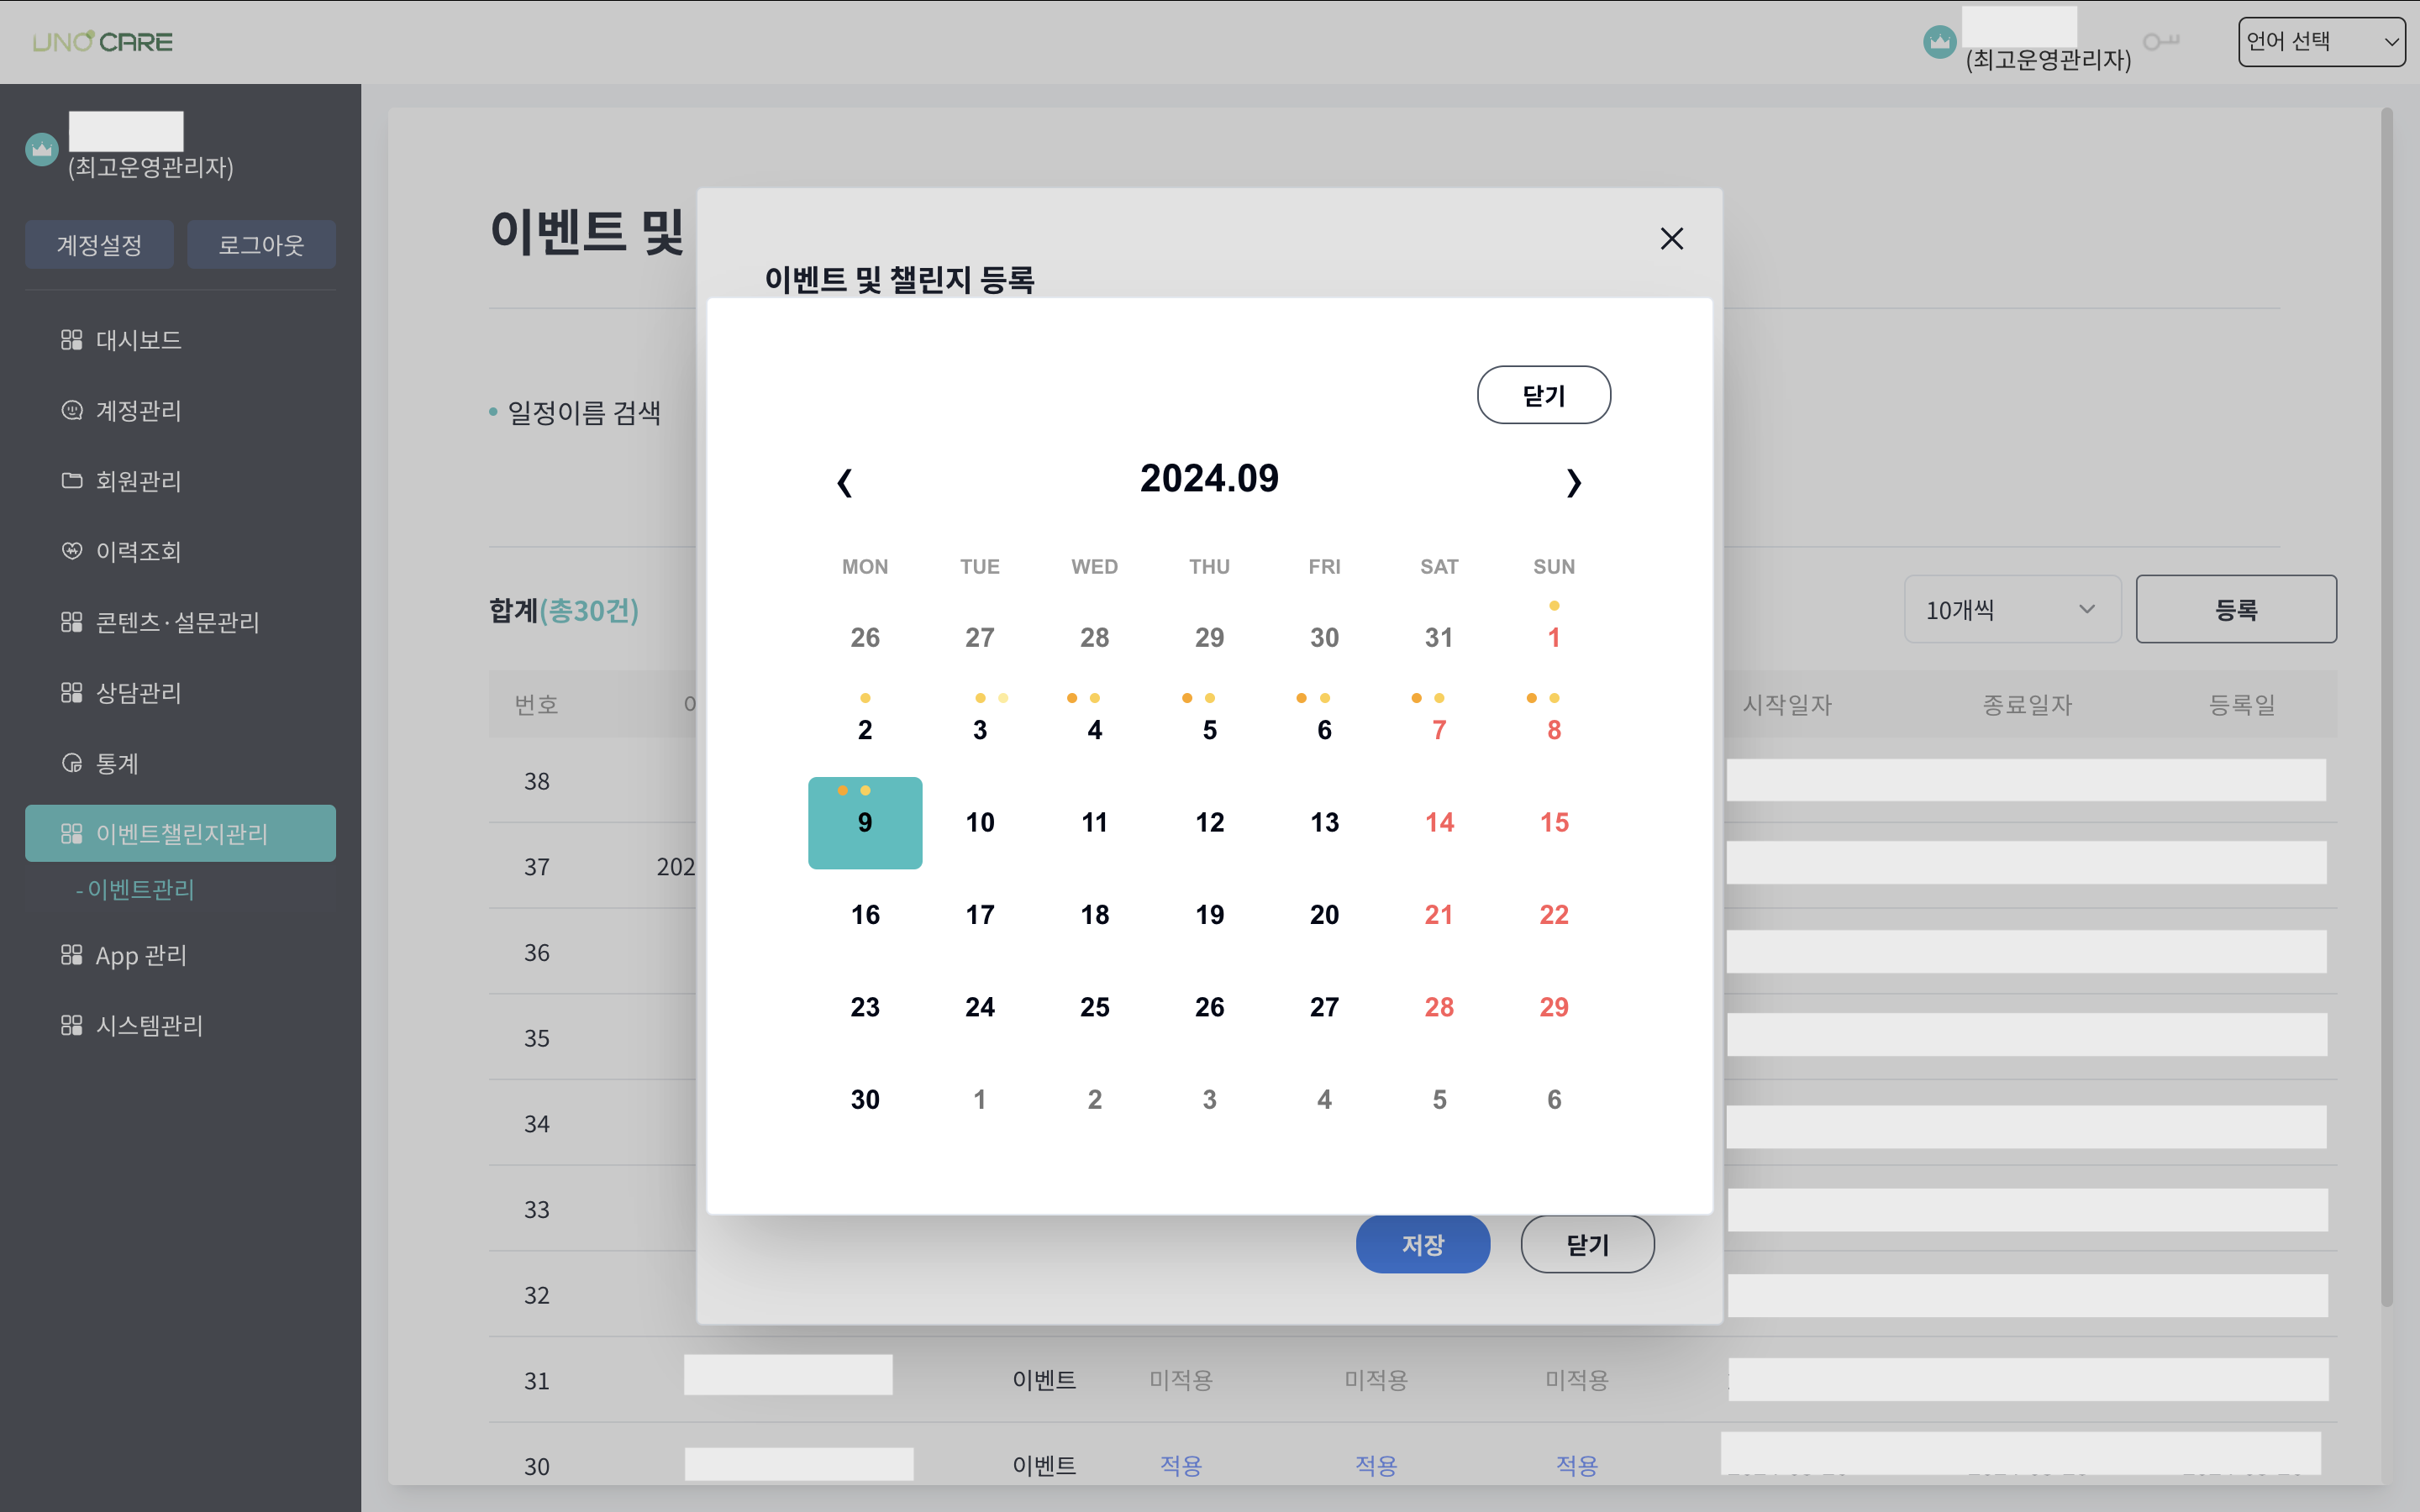 UNO CARE
(최고운영관리자)
언어 선택
(최고운영관리자)
계정설정 로그아웃
대시보드
계정관리
회원관리
이력조회
콘텐츠·설문관리
상담관리
통계
이벤트챌린지관리
- 이벤트관리
App 관리
시스템관리
이벤트 및
일정이름 검색
합계(총30건)
10개씩 등록
번호 시작일자 종료일자 등록일
38
37 202
36
35
34
33
32
31 이벤트 미적용 미적용 미적용
30 이벤트 적용 적용 적용
이벤트 및 챌린지 등록
닫기
❮ 2024.09 ❯
MON TUE WED THU FRI SAT SUN
26 27 28 29 30 31 1
2 3 4 5 6 7 8
9 10 11 12 13 14 15
16 17 18 19 20 21 22
23 24 25 26 27 28 29
30 1 2 3 4 5 6
저장 닫기